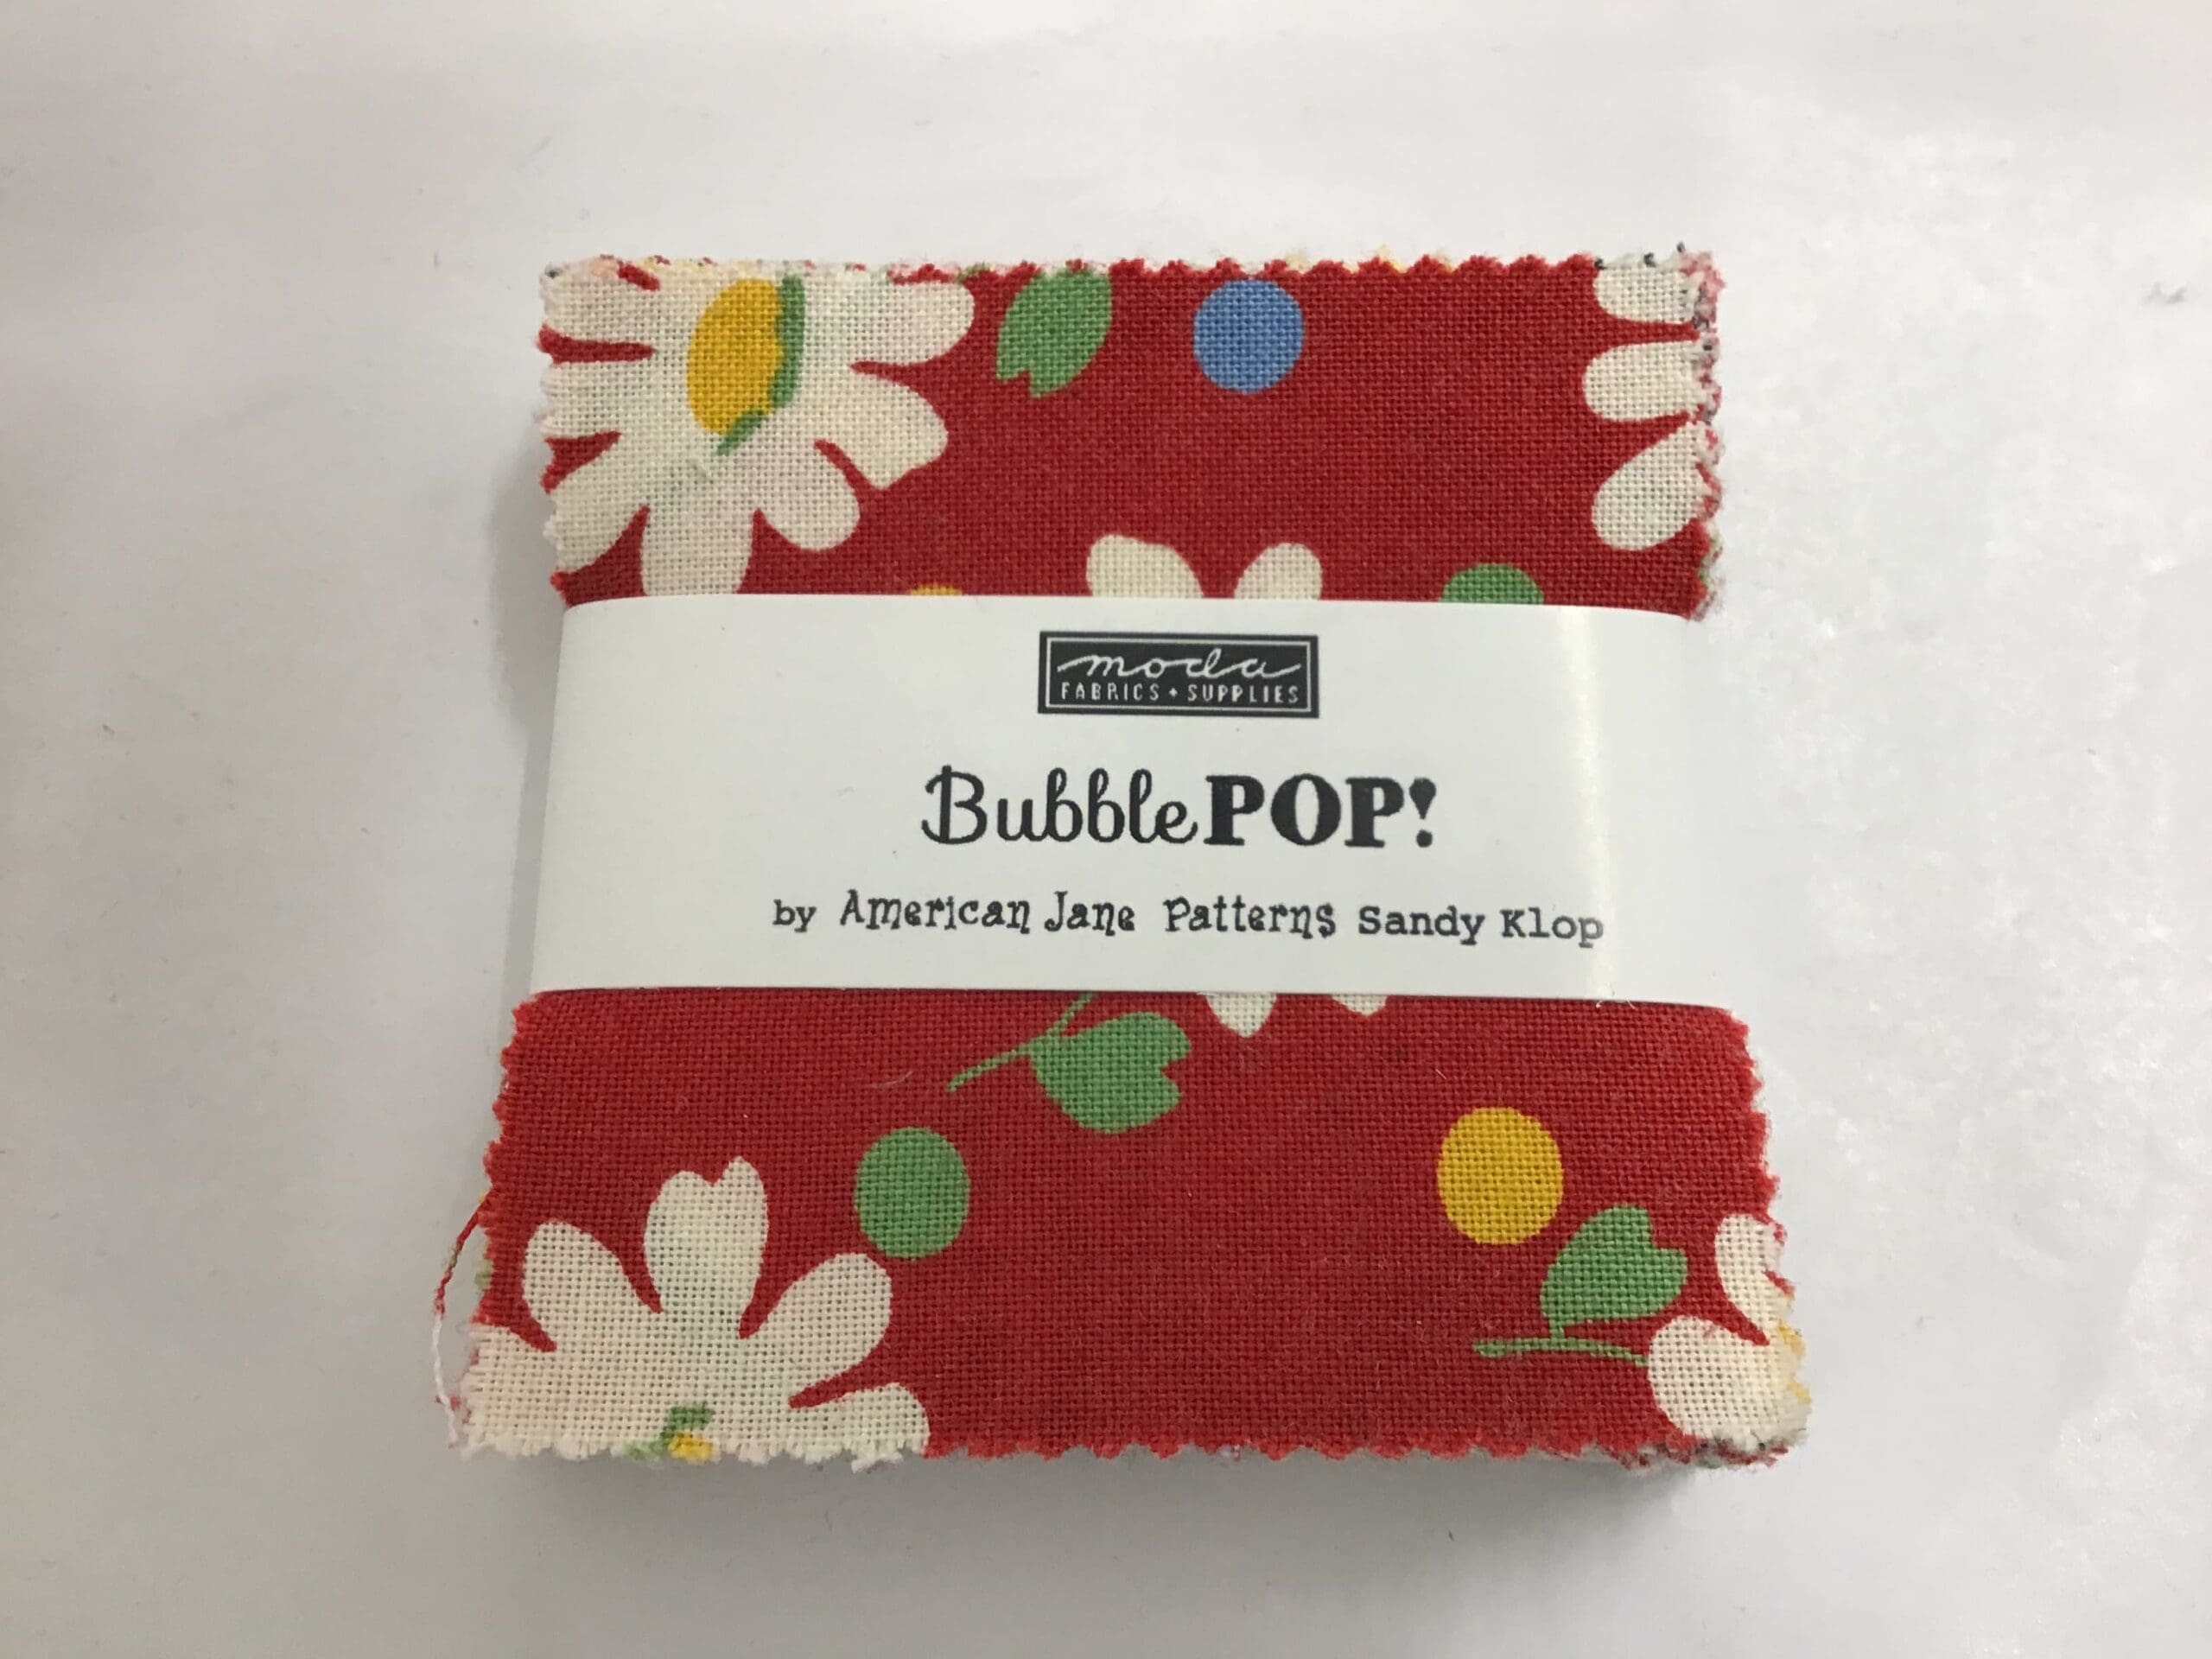 moda
FABRICS + SUPPLIES
BubblePOP!
by American Jane Patterns Sandy Klop